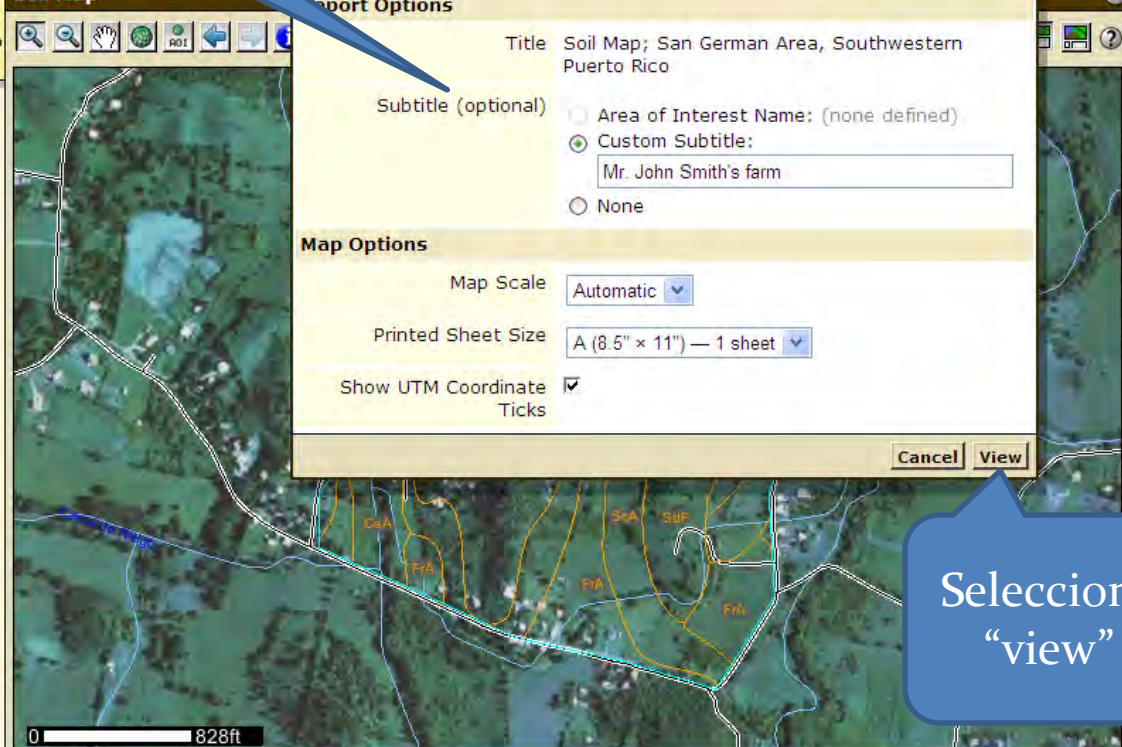 AOI
Title Soil Map; San German Area, Southwestern
Puerto Rico
Subtitle (optional)
Area of Interest Name: (none defined)
Custom Subtitle:
Mr. John Smith's farm
None
Map Options
Map Scale Automatic
Printed Sheet Size A (8.5" × 11") — 1 sheet
Show UTM Coordinate
Ticks
Cancel View
ScA
FrA
FrA
FrA
Seleccion
“view”
0 828ft